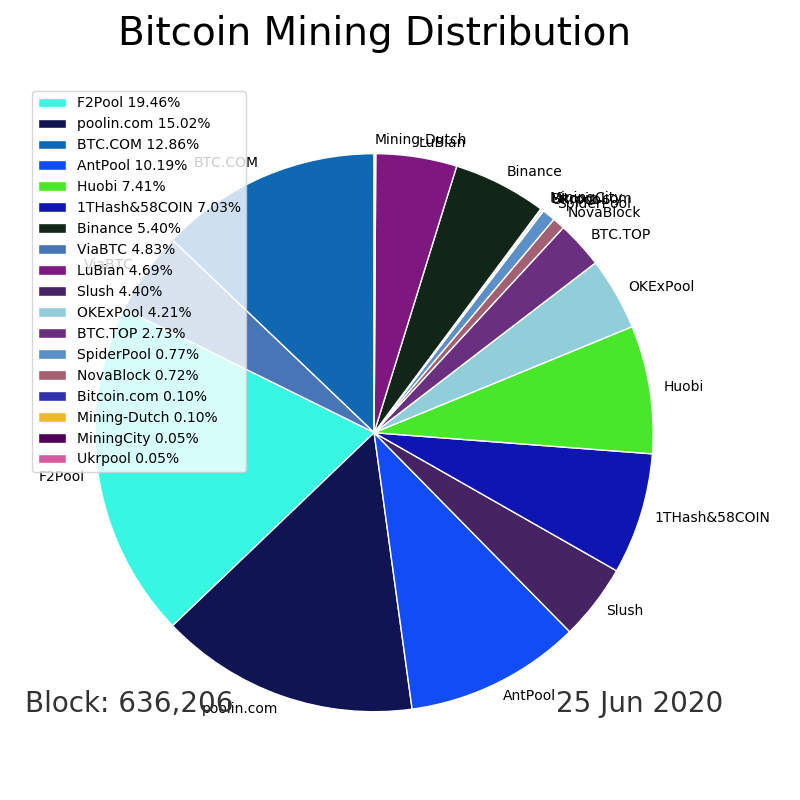 Bitcoin Mining Distribution
F2Pool 19.46%
poolin.com 15.02%
BTC.COM 12.86%
AntPool 10.19%
Huobi 7.41%
1THash&58COIN 7.03%
Binance 5.40%
ViaBTC 4.83%
LuBian 4.69%
Slush 4.40%
OKExPool 4.21%
BTC.TOP 2.73%
SpiderPool 0.77%
NovaBlock 0.72%
Bitcoin.com 0.10%
Mining-Dutch 0.10%
MiningCity 0.05%
Ukrpool 0.05%
Mining-Dutch
LuBian
Binance
MiningCity
SpiderPool
NovaBlock
BTC.TOP
OKExPool
Huobi
1THash&58COIN
Slush
AntPool
poolin.com
F2Pool
ViaBTC
BTC.COM
Block: 636,206
25 Jun 2020